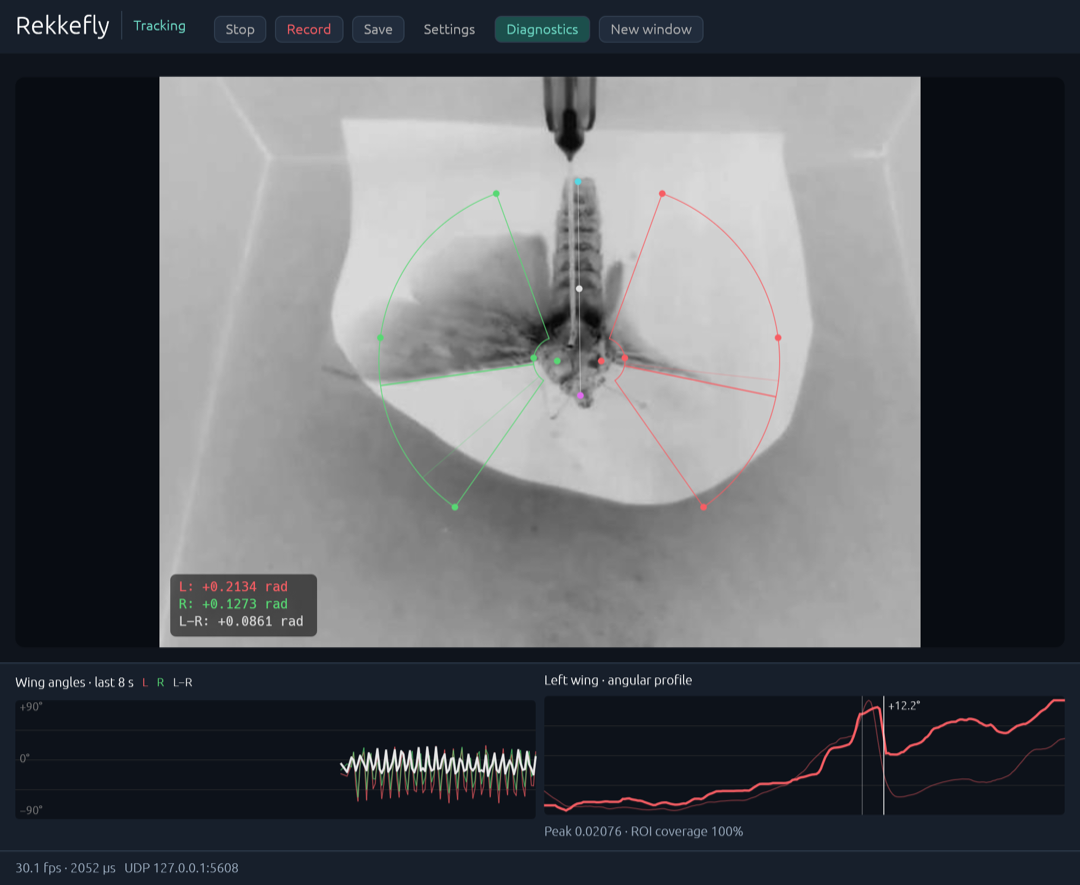 Rekkefly Tracking Stop Record Save Settings Diagnostics New window
L: +0.2134 rad
R: +0.1273 rad
L−R: +0.0861 rad
Wing angles · last 8 s L R L−R
+90°
0°
−90°
Left wing · angular profile
+12.2°
Peak 0.02076 · ROI coverage 100%
30.1 fps · 2052 µs UDP 127.0.0.1:5608